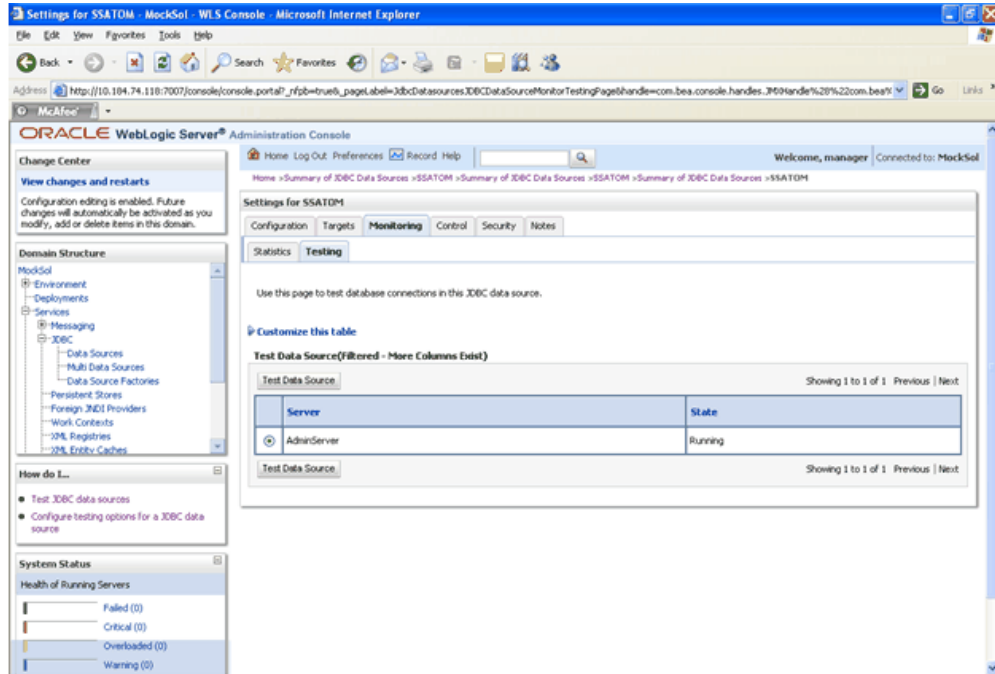 Settings for SSATOM - MockSol - WLS Console - Microsoft Internet Explorer
File Edit View Favorites Tools Help
Back Search Favorites
Address http://10.184.74.118:7007/console/console.portal?_nfpb=true&_pageLabel=JdbcDatasourcesJDBCDataSourceMonitorTestingPage&handle=com.bea.console.handles.JMXHandle%28%22com.bea% Go Links
McAfee
ORACLE WebLogic Server® Administration Console
Change Center
View changes and restarts
Configuration editing is enabled. Future
changes will automatically be activated as you
modify, add or delete items in this domain.
Domain Structure
MockSol
Environment
Deployments
Services
Messaging
JDBC
Data Sources
Multi Data Sources
Data Source Factories
Persistent Stores
Foreign JNDI Providers
Work Contexts
XML Registries
XML Entity Caches
How do I...
Test JDBC data sources
Configure testing options for a JDBC data
source
System Status
Health of Running Servers
Failed (0)
Critical (0)
Overloaded (0)
Warning (0)
Home Log Out Preferences Record Help
Welcome, manager Connected to: MockSol
Home >Summary of JDBC Data Sources >SSATOM >Summary of JDBC Data Sources >SSATOM >Summary of JDBC Data Sources >SSATOM
Settings for SSATOM
Configuration Targets Monitoring Control Security Notes
Statistics Testing
Use this page to test database connections in this JDBC data source.
Customize this table
Test Data Source(Filtered - More Columns Exist)
Test Data Source Showing 1 to 1 of 1 Previous | Next
Server State
AdminServer Running
Test Data Source Showing 1 to 1 of 1 Previous | Next